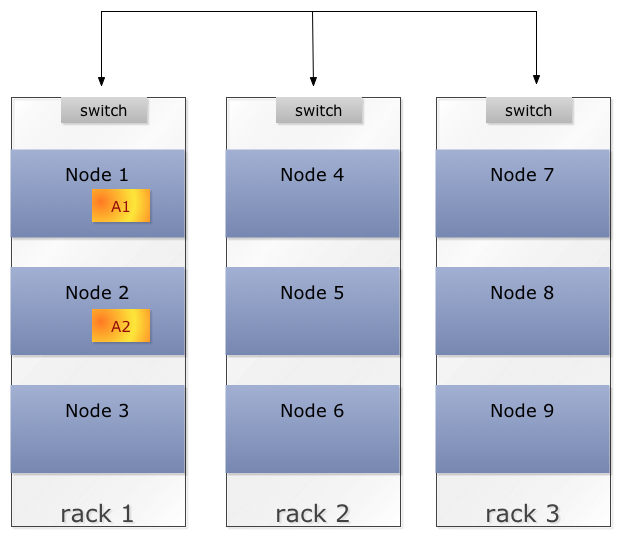 switch
switch
switch
Node 1
A1
Node 4
Node 7
Node 2
A2
Node 5
Node 8
Node 3
Node 6
Node 9
rack 1
rack 2
rack 3